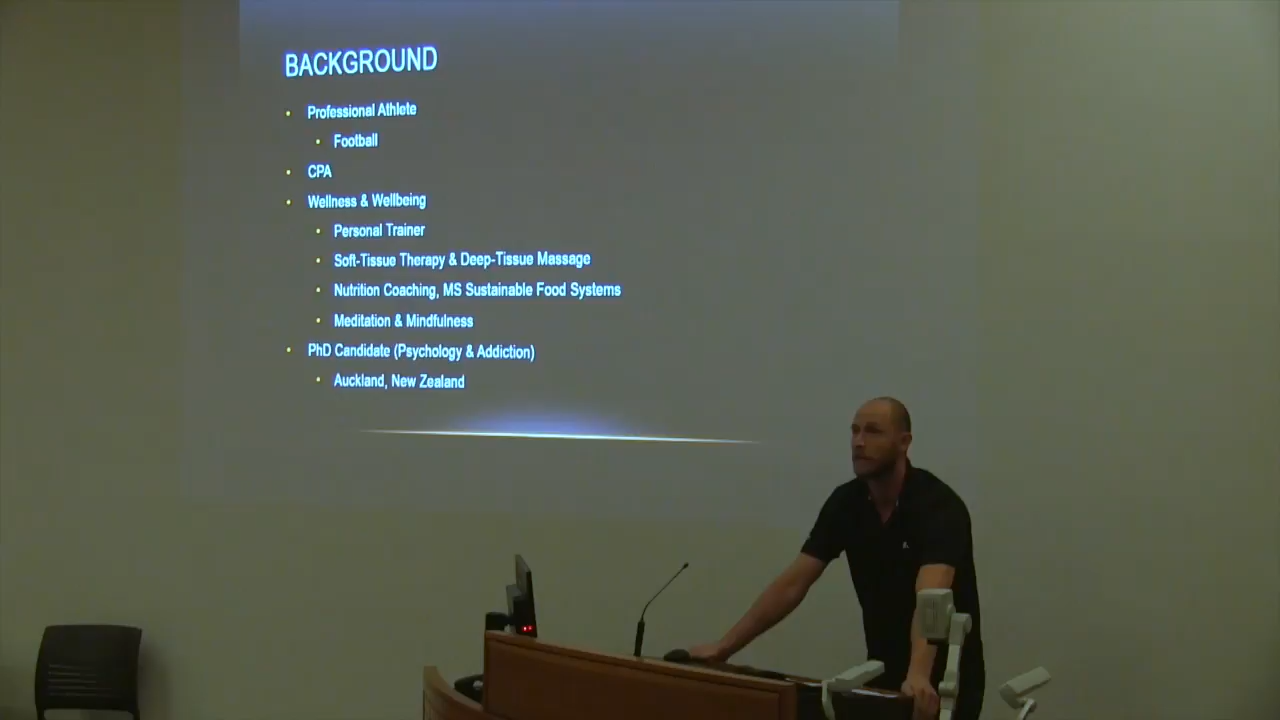 BACKGROUND
• Professional Athlete
• Football
• CPA
• Wellness & Wellbeing
• Personal Trainer
• Soft-Tissue Therapy & Deep-Tissue Massage
• Nutrition Coaching, MS Sustainable Food Systems
• Meditation & Mindfulness
• PhD Candidate (Psychology & Addiction)
• Auckland, New Zealand